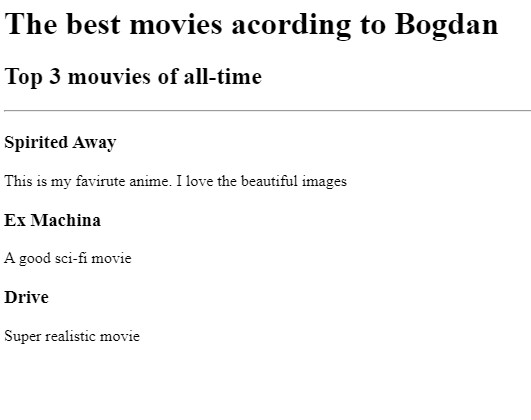 The best movies acording to Bogdan
Top 3 mouvies of all-time
Spirited Away
This is my favirute anime. I love the beautiful images
Ex Machina
A good sci-fi movie
Drive
Super realistic movie